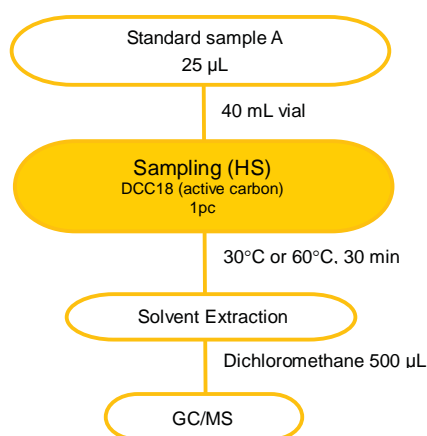 Standard sample A
25 µL
40 mL vial
Sampling (HS)
DCC18 (active carbon)
1pc
30°C or 60°C, 30 min
Solvent Extraction
Dichloromethane 500 µL
GC/MS